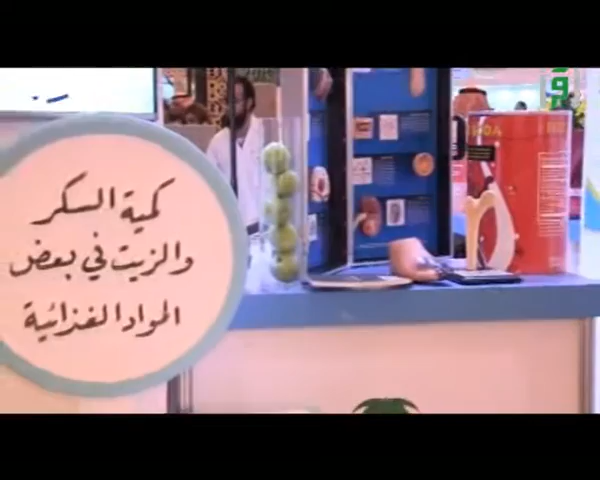 كمية السكر
والزيت في بعض
المواد الغذائية